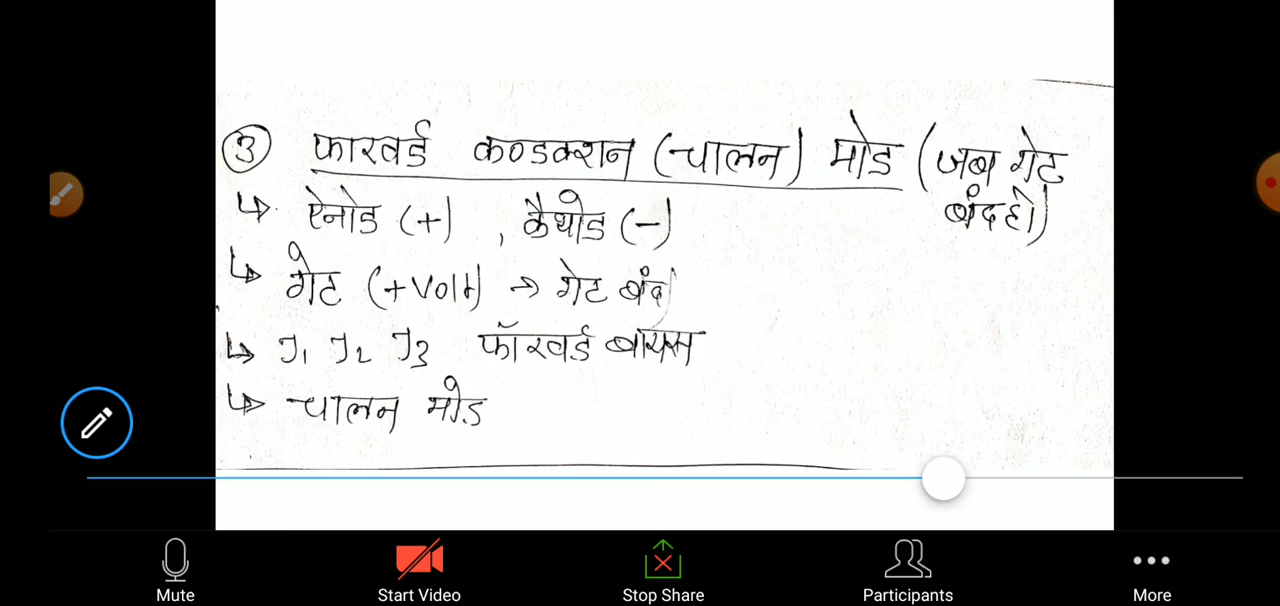 ③ फारवर्ड कण्डक्शन (चालन) मोड (जब गेट
बंद हो)
↳ ऐनोड (+) , कैथोड (-)
↳ गेट (+Volt) → गेट बंद
↳ J1 J2 J3 फॉरवर्ड बायस
↳ चालन मोड
Mute
Start Video
Stop Share
Participants
More